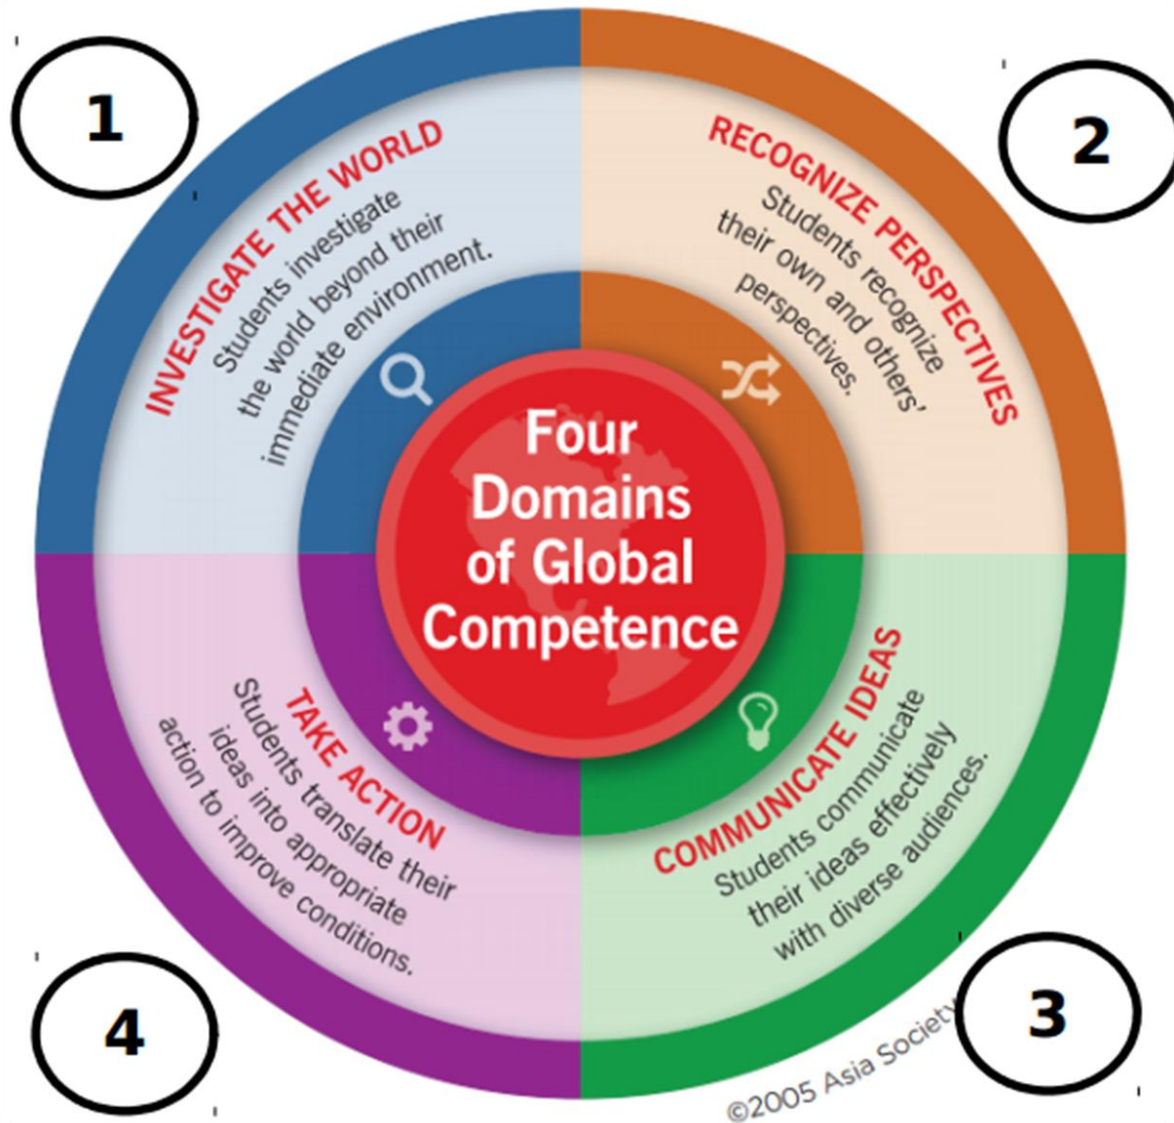 1
INVESTIGATE THE WORLD
Students investigate
the world beyond their
immediate environment.
2
RECOGNIZE PERSPECTIVES
Students recognize
their own and others’
perspectives.
Four
Domains
of Global
Competence
3
COMMUNICATE IDEAS
Students communicate
their ideas effectively
with diverse audiences.
4
TAKE ACTION
Students translate their
ideas into appropriate
action to improve conditions.
©2005 Asia Society